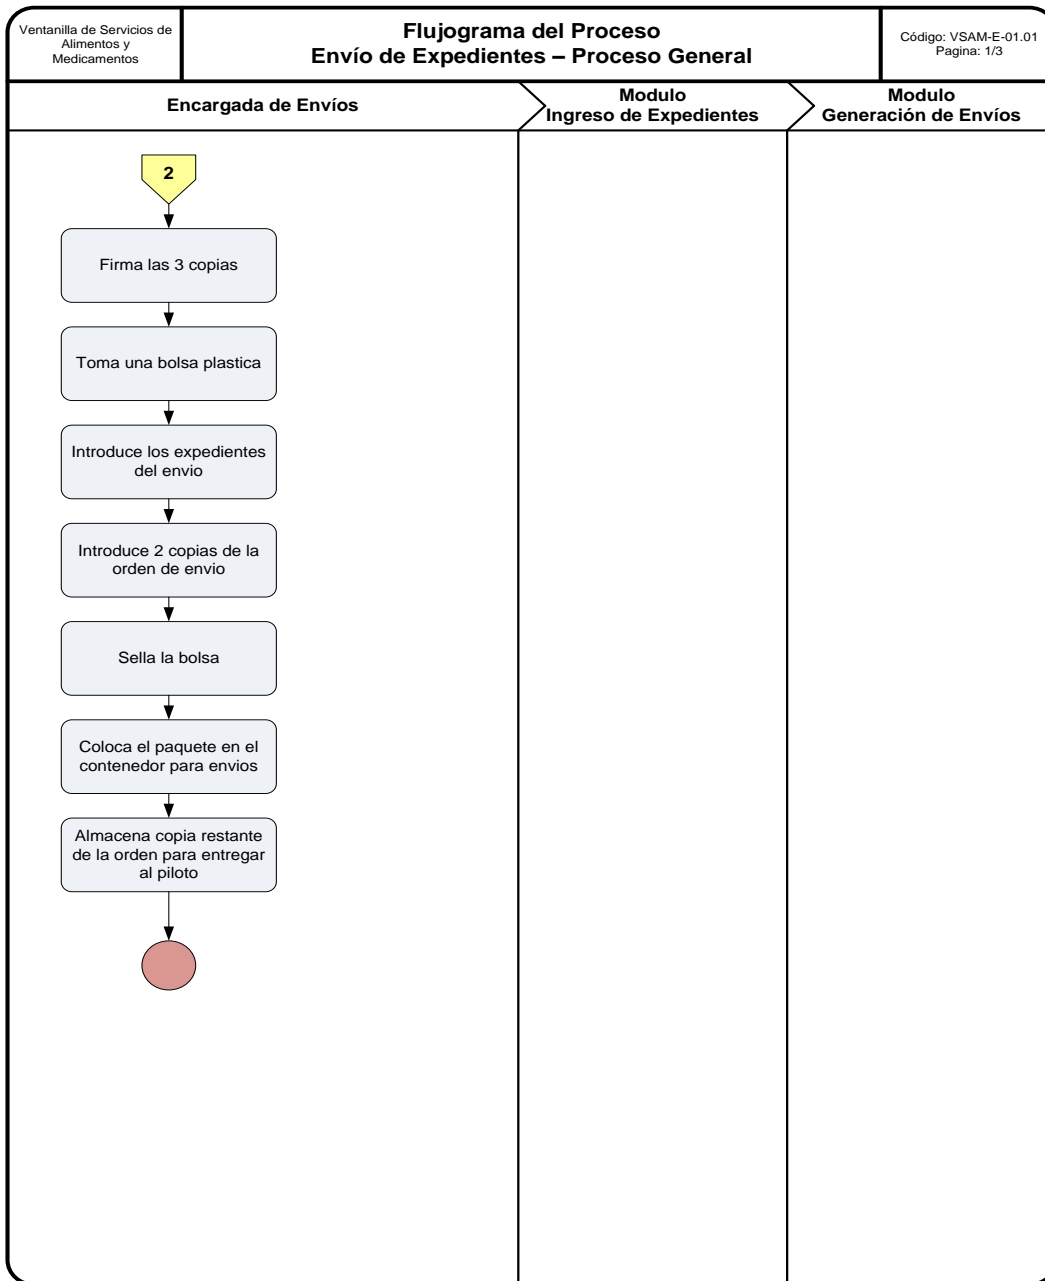 Ventanilla de Servicios de
Alimentos y
Medicamentos
Flujograma del Proceso
Envío de Expedientes – Proceso General
Código: VSAM-E-01.01
Pagina: 1/3
Encargada de Envíos
Modulo
Ingreso de Expedientes
Modulo
Generación de Envíos
2
Firma las 3 copias
Toma una bolsa plastica
Introduce los expedientes
del envio
Introduce 2 copias de la
orden de envio
Sella la bolsa
Coloca el paquete en el
contenedor para envios
Almacena copia restante
de la orden para entregar
al piloto